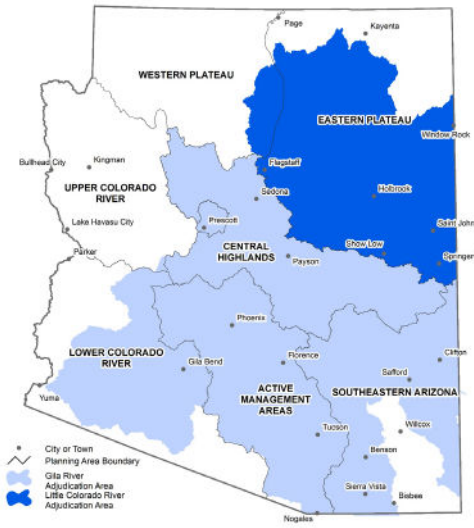 Page
Kayenta
WESTERN PLATEAU
EASTERN PLATEAU
Window Rock
Bullhead City
Kingman
Flagstaff
UPPER COLORADO
RIVER
Sedona
Holbrook
Lake Havasu City
Prescott
Saint John
Parker
CENTRAL
HIGHLANDS
Show Low
Payson
Springer
Phoenix
LOWER COLORADO
RIVER
Gila Bend
Florence
Clifton
Safford
Yuma
ACTIVE
MANAGEMENT
AREAS
SOUTHEASTERN ARIZONA
Tucson
Willcox
Benson
Sierra Vista
Bisbee
Nogales
City or Town
Planning Area Boundary
Gila River
Adjudication Area
Little Colorado River
Adjudication Area